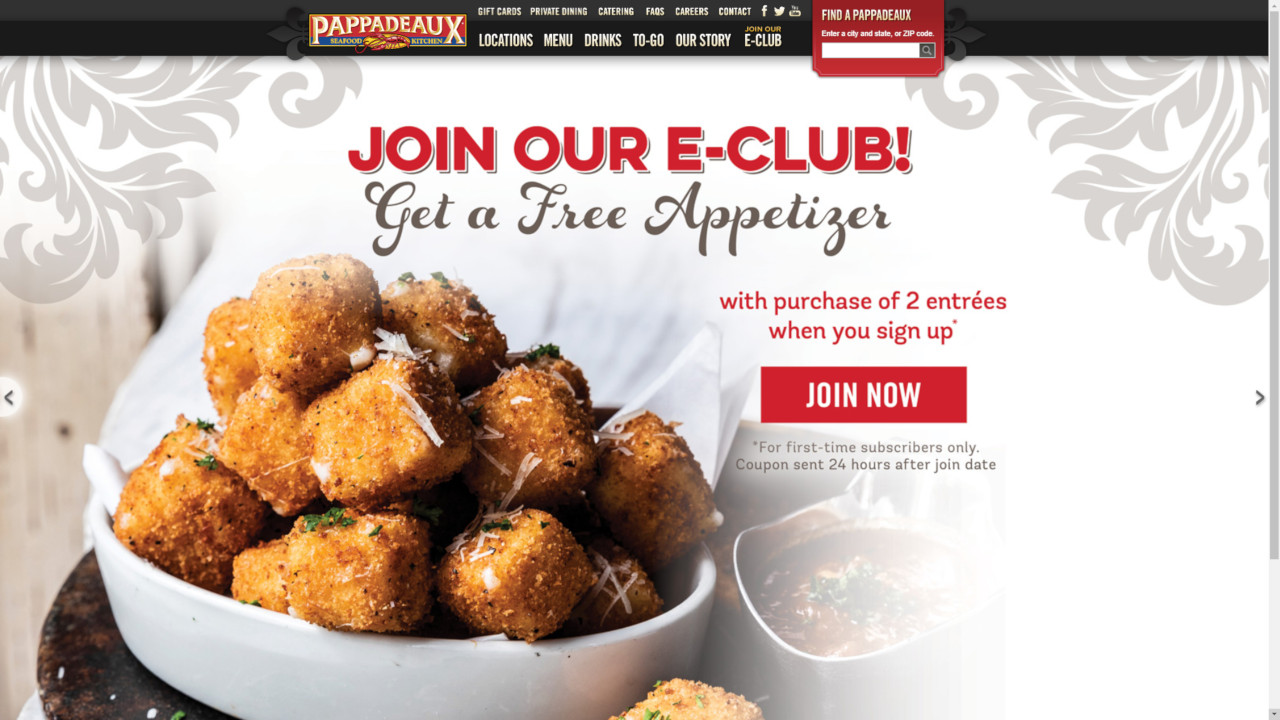 GIFT CARDS PRIVATE DINING CATERING FAQS CAREERS CONTACT
PAPPADEAUX
SEAFOOD KITCHEN
LOCATIONS MENU DRINKS TO-GO OUR STORY JOIN OUR E-CLUB
FIND A PAPPADEAUX
Enter a city and state, or ZIP code.
JOIN OUR E-CLUB!
Get a Free Appetizer
with purchase of 2 entrées
when you sign up*
JOIN NOW
*For first-time subscribers only.
Coupon sent 24 hours after join date